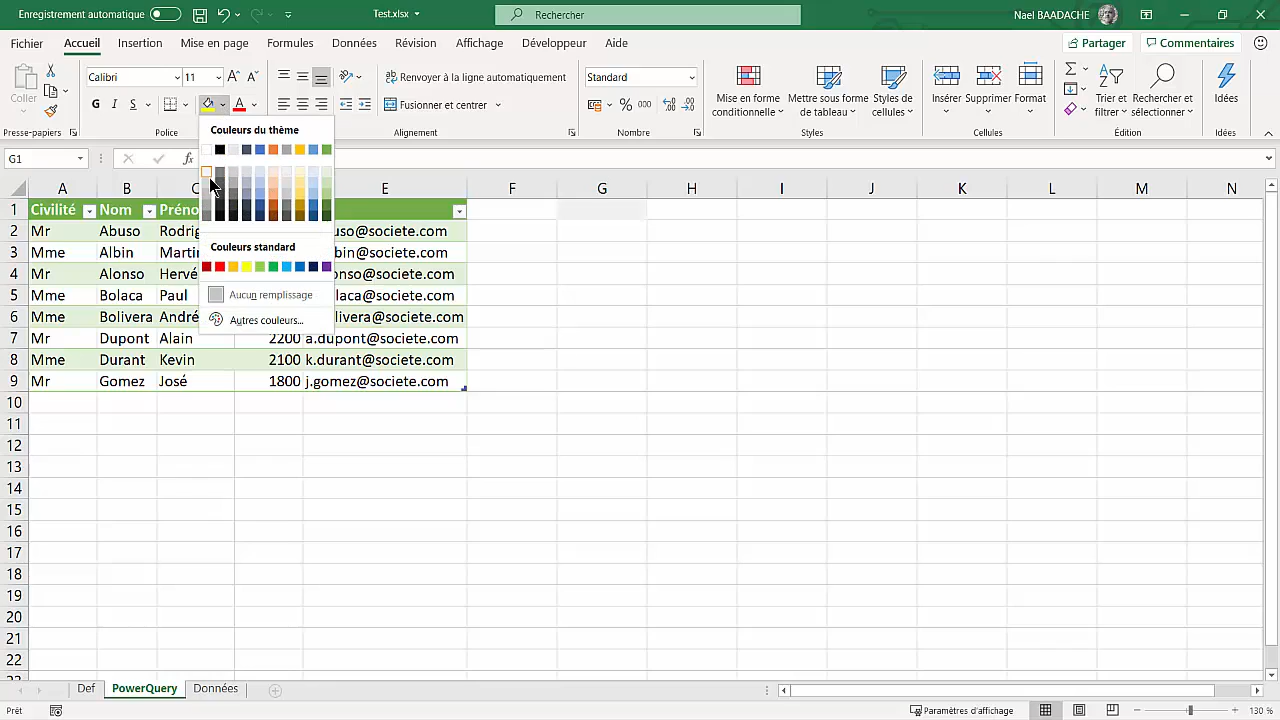 Enregistrement automatique Test.xlsx Rechercher Nael BAADACHE
Fichier Accueil Insertion Mise en page Formules Données Révision Affichage Développeur Aide Partager Commentaires
Coller Calibri 11 Renvoyer à la ligne automatiquement Standard
G I S Fusionner et centrer % 000
Mise en forme conditionnelle Mettre sous forme de tableau Styles de cellules Insérer Supprimer Format Trier et filtrer Rechercher et sélectionner Idées
Presse-papiers Police Alignement Nombre Styles Cellules Édition Idées
G1 fx
Couleurs du thème
Couleurs standard
Aucun remplissage
Autres couleurs...
A B C E F G H I J K L M N
1 Civilité Nom Préno
2 Mr Abuso Rodrig uso@societe.com
3 Mme Albin Martin bin@societe.com
4 Mr Alonso Hervé onso@societe.com
5 Mme Bolaca Paul laca@societe.com
6 Mme Bolivera André livera@societe.com
7 Mr Dupont Alain 2200 a.dupont@societe.com
8 Mme Durant Kevin 2100 k.durant@societe.com
9 Mr Gomez José 1800 j.gomez@societe.com
10
11
12
13
14
15
16
17
18
19
20
21
22
Def PowerQuery Données
Prêt Paramètres d'affichage 130 %